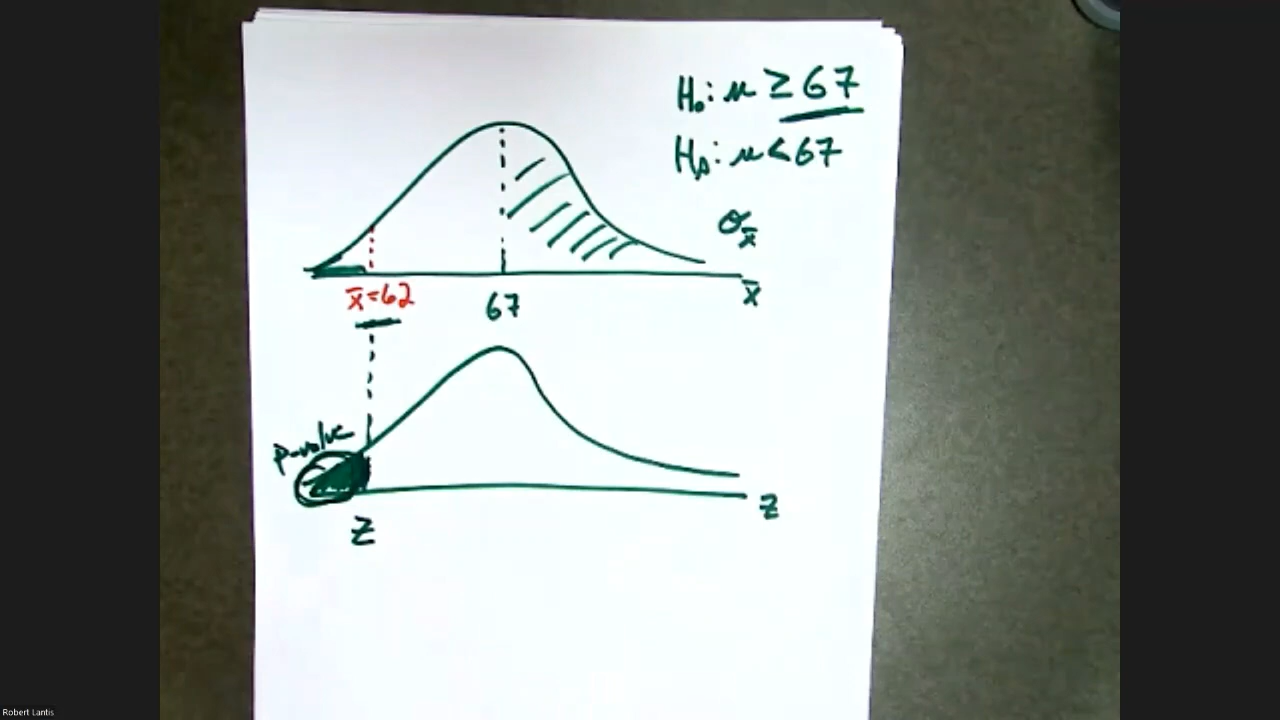 H₀: μ ≥ 67
Hₐ: μ < 67
σx̄
x̄=62
67
x̄
p-value
z
z
Robert Lantis